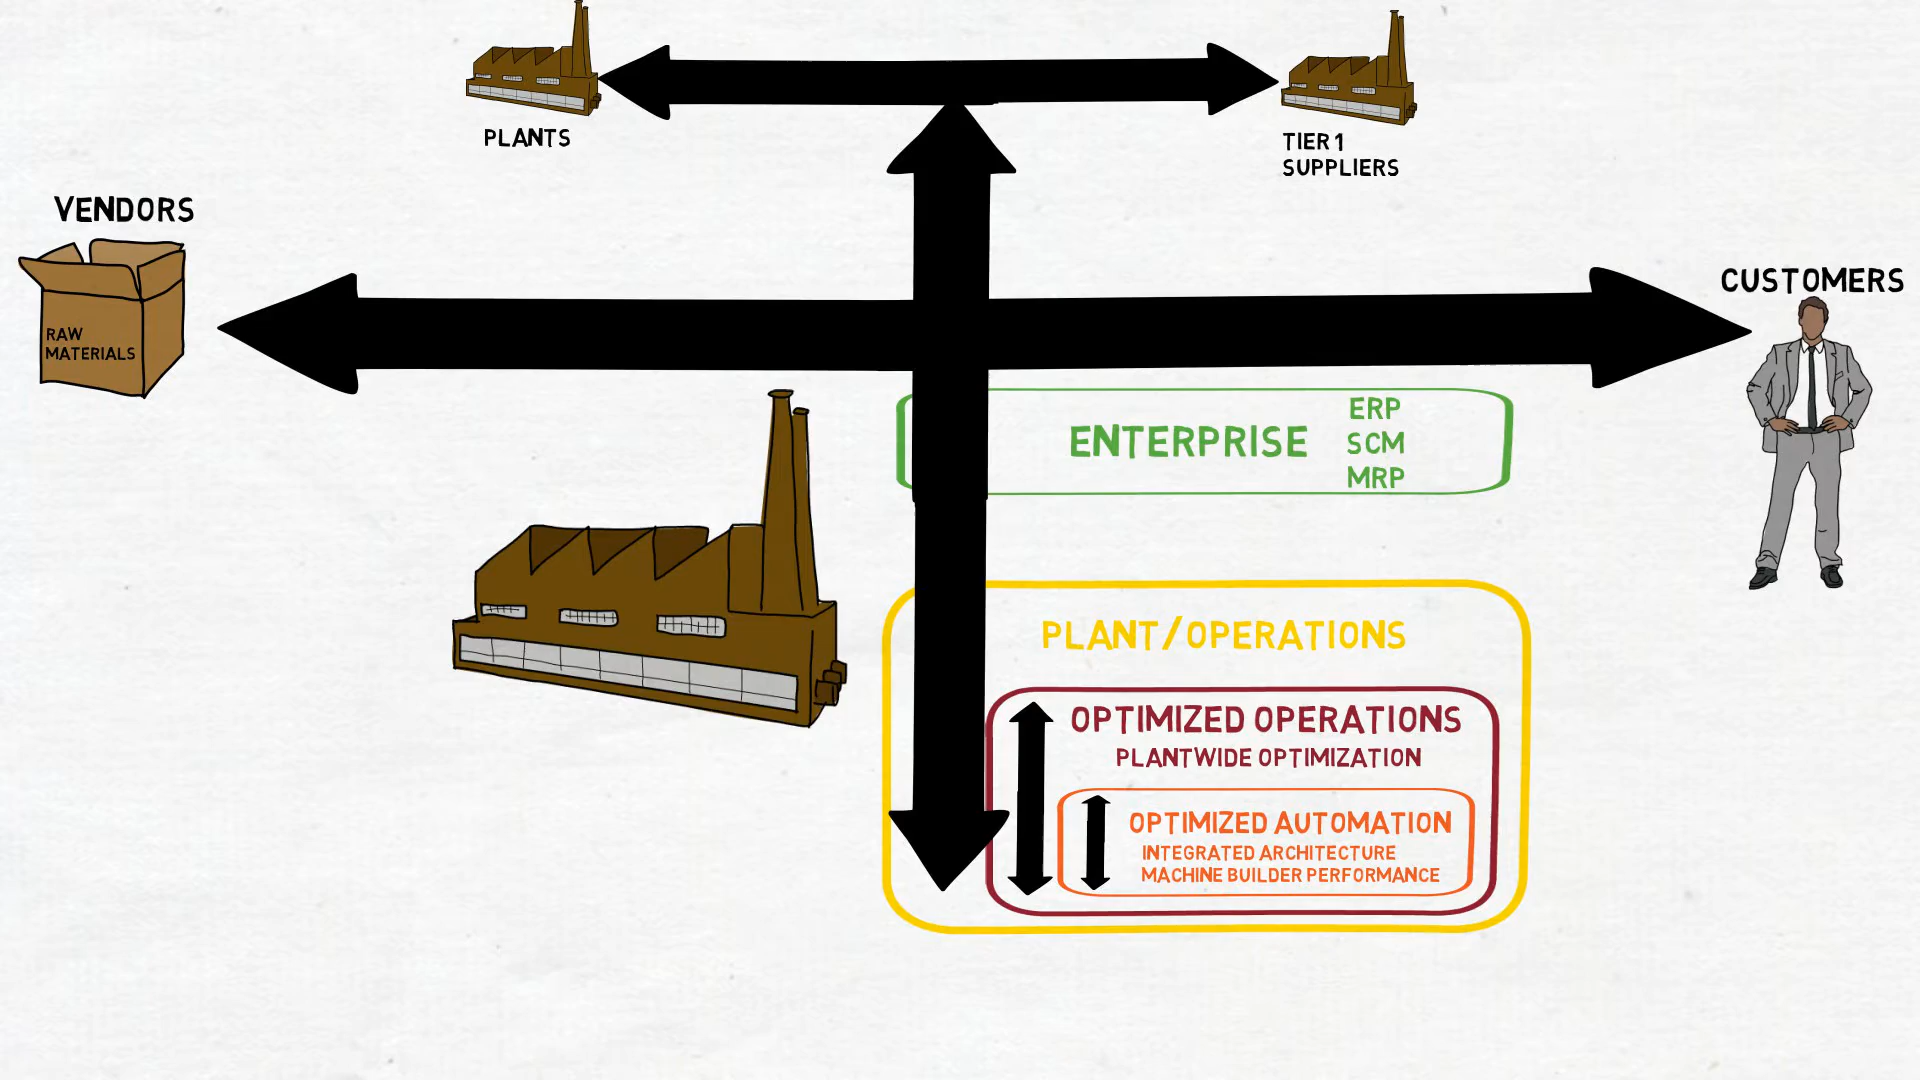 PLANTS
TIER 1
SUPPLIERS
VENDORS
RAW
MATERIALS
CUSTOMERS
ENTERPRISE
ERP
SCM
MRP
PLANT/OPERATIONS
OPTIMIZED OPERATIONS
PLANTWIDE OPTIMIZATION
OPTIMIZED AUTOMATION
INTEGRATED ARCHITECTURE
MACHINE BUILDER PERFORMANCE